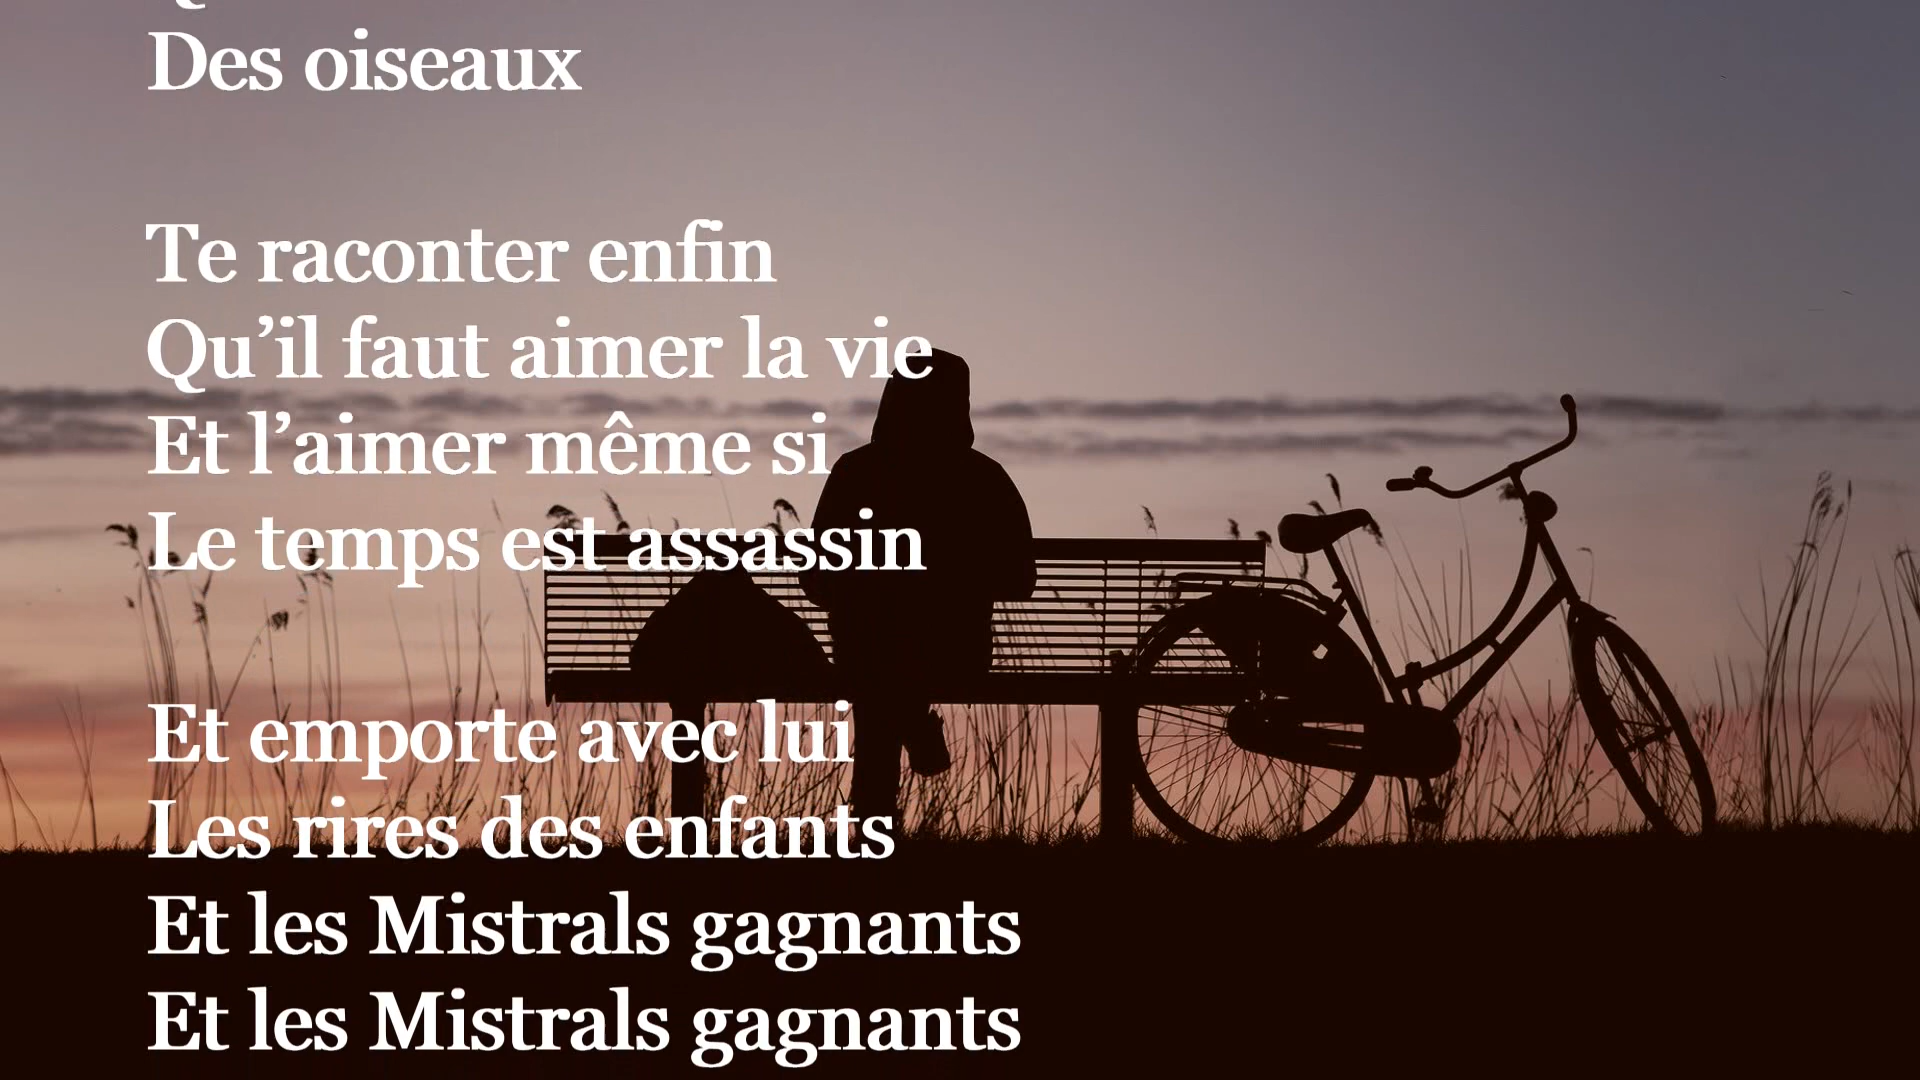 Des oiseaux
Te raconter enfin
Qu’il faut aimer la vie
Et l’aimer même si
Le temps est assassin
Et emporte avec lui
Les rires des enfants
Et les Mistrals gagnants
Et les Mistrals gagnants